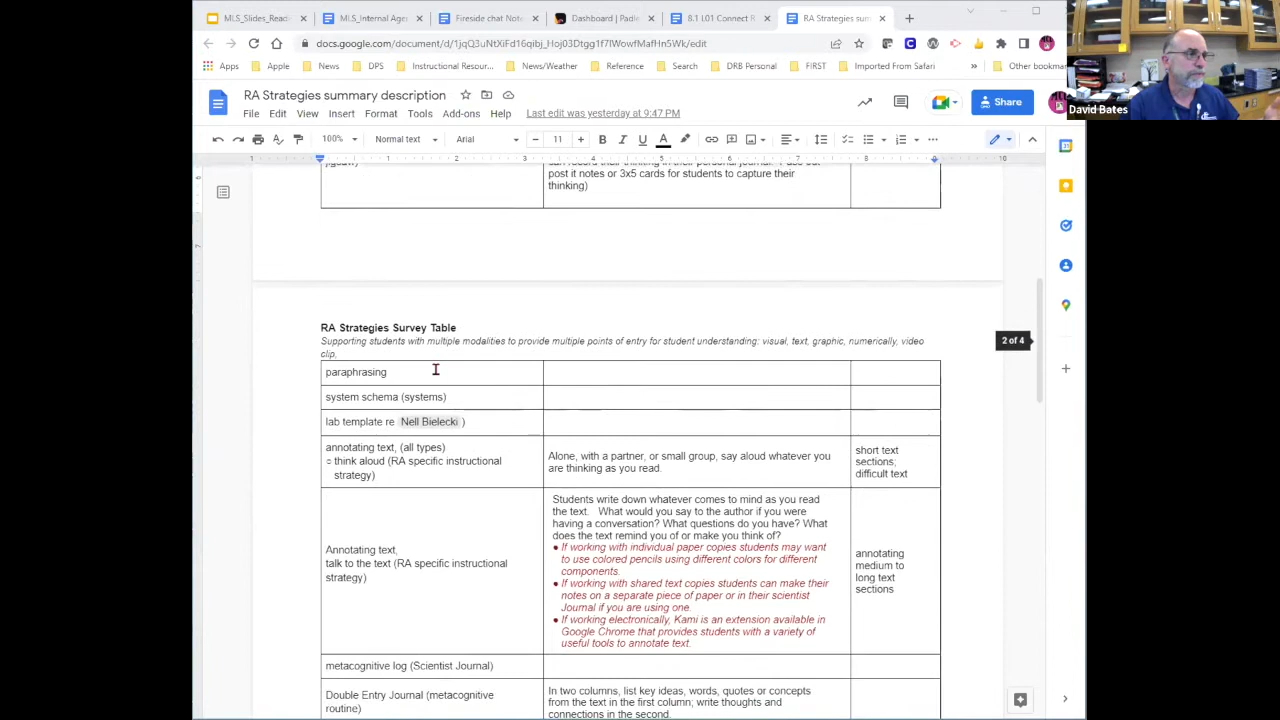 MLS_Slides_Read
MLS_Internal Age
Fireside chat Note
Dashboard | Padle
8.1 L01 Connect R
RA Strategies sum
docs.google.com/document/d/1jqQ3uNtXiFd16qibj_Hoj03Dtgg1f7lWowfMafHn5Wk/edit
Apps
Apple
News
OPS
Instructional Resour...
News/Weather
Reference
Search
DRB Personal
FIRST
Imported From Safari
»
Other bookmar
RA Strategies summary
File Edit View Insert Tools Add-ons Help
Last edit was yesterday at 9:47 PM
Share
David Bates
100%
Normal text
Arial
11
B I U A
1 1 2 3 4 5 6 7 8 9 10
post it notes or 3x5 cards for students to capture their
thinking)
RA Strategies Survey Table
Supporting students with multiple modalities to provide multiple points of entry for student understanding: visual, text, graphic, numerically, video
clip,
2 of 4
paraphrasing
system schema (systems)
lab template re Nell Bielecki )
annotating text, (all types)
○ think aloud (RA specific instructional
strategy)
Alone, with a partner, or small group, say aloud whatever you
are thinking as you read.
short text
sections;
difficult text
Annotating text,
talk to the text (RA specific instructional
strategy)
Students write down whatever comes to mind as you read
the text. What would you say to the author if you were
having a conversation? What questions do you have? What
does the text remind you of or make you think of?
● If working with individual paper copies students may want
to use colored pencils using different colors for different
components.
● If working with shared text copies students can make their
notes on a separate piece of paper or in their scientist
Journal if you are using one.
● If working electronically, Kami is an extension available in
Google Chrome that provides students with a variety of
useful tools to annotate text.
annotating
medium to
long text
sections
metacognitive log (Scientist Journal)
Double Entry Journal (metacognitive
routine)
In two columns, list key ideas, words, quotes or concepts
from the text in the first column; write thoughts and
connections in the second.